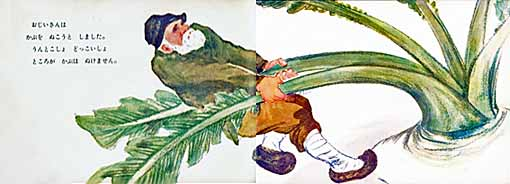 おじいさんは
かぶを ぬこうと しました。
うんとこしょ どっこいしょ
ところが かぶは ぬけません。